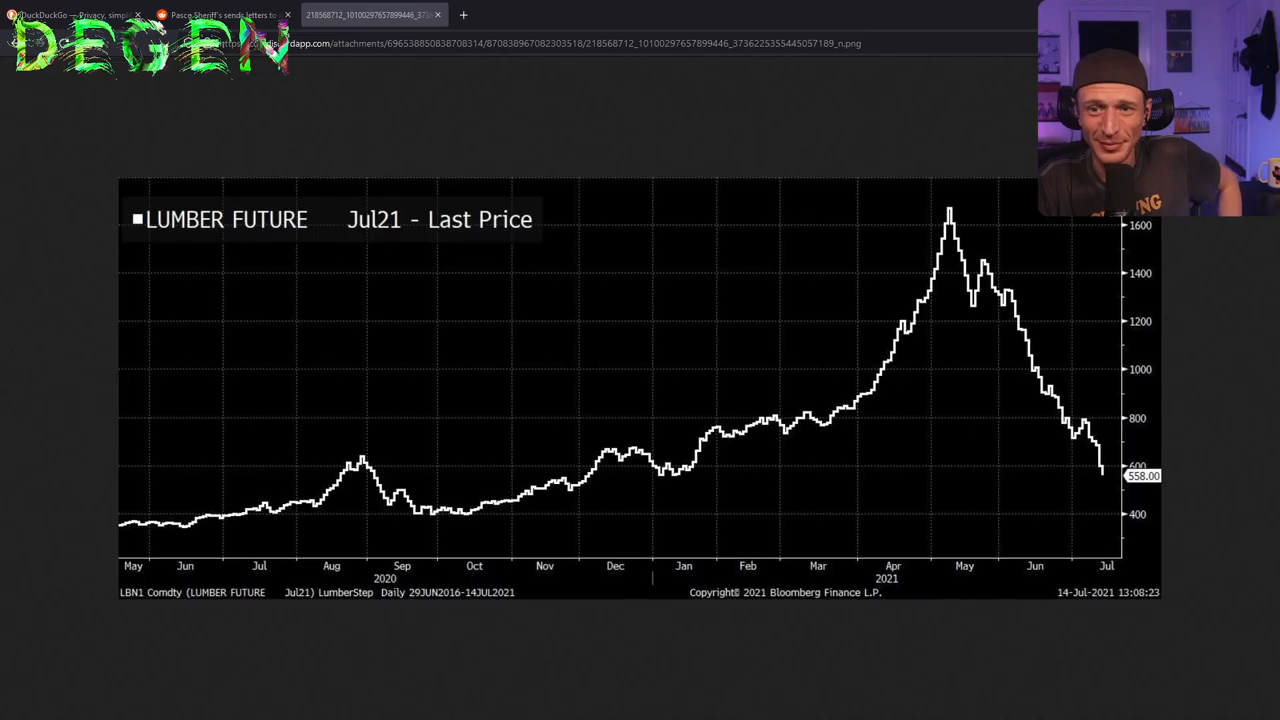 DuckDuckGo — Privacy, simplif
Pasco Sheriff's sends letters to
218568712_10100297657899446_373
DEGEN
dapp.com/attachments/696538850838708314/870838967082303518/218568712_10100297657899446_3736225355445057189_n.png
LUMBER FUTURE Jul21 - Last Price
1600
1400
1200
1000
800
600
558.00
400
May Jun Jul Aug Sep Oct Nov Dec Jan Feb Mar Apr May Jun Jul
2020 2021
LBN1 Comdty (LUMBER FUTURE Jul21) LumberStep Daily 29JUN2016-14JUL2021 Copyright© 2021 Bloomberg Finance L.P. 14-Jul-2021 13:08:23